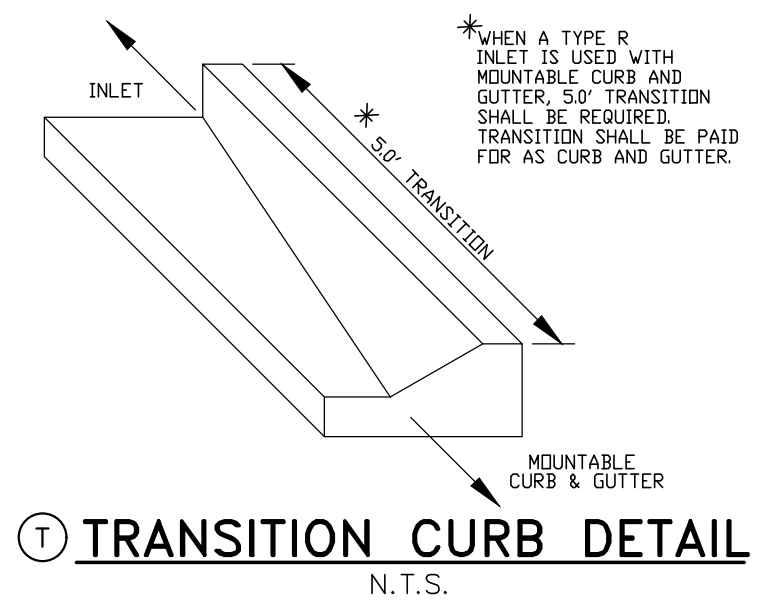 *WHEN A TYPE R
INLET IS USED WITH
MOUNTABLE CURB AND
GUTTER, 5.0' TRANSITION
SHALL BE REQUIRED.
TRANSITION SHALL BE PAID
FOR AS CURB AND GUTTER.
INLET
* 5.0' TRANSITION
MOUNTABLE
CURB & GUTTER
T TRANSITION CURB DETAIL
N.T.S.